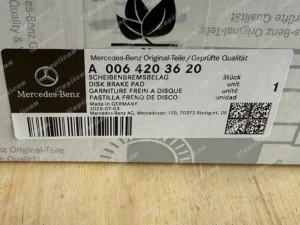 Mercedes-Benz Original-Teile / Geprüfte Qualität
A 006 420 36 20
SCHEIBENBREMSBELAG Stück
DISK BRAKE PAD unit
GARNITURE FREIN A DISQUE unité
PASTILLA FRENO DE DISCO unidad
1
Made in GERMANY
2025-07-03
Mercedes-Benz AG, Mercedesstr. 120, 70372 Stuttgart, DE
Mercedes-Benz
Original-Teile